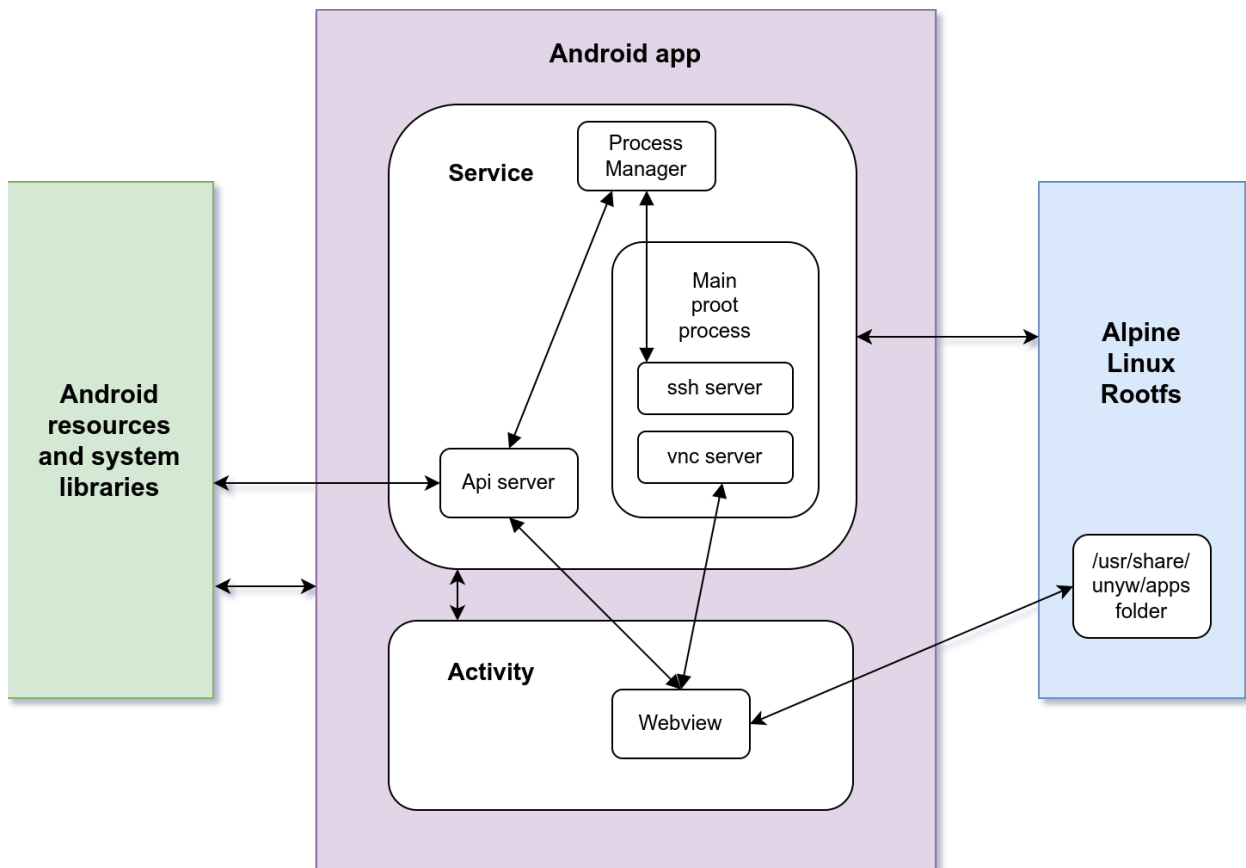 Android app
Process
Manager
Service
Main
proot
process
ssh server
vnc server
Api server
Android
resources
and system
libraries
Alpine
Linux
Rootfs
/usr/share/
unyw/apps
folder
Activity
Webview